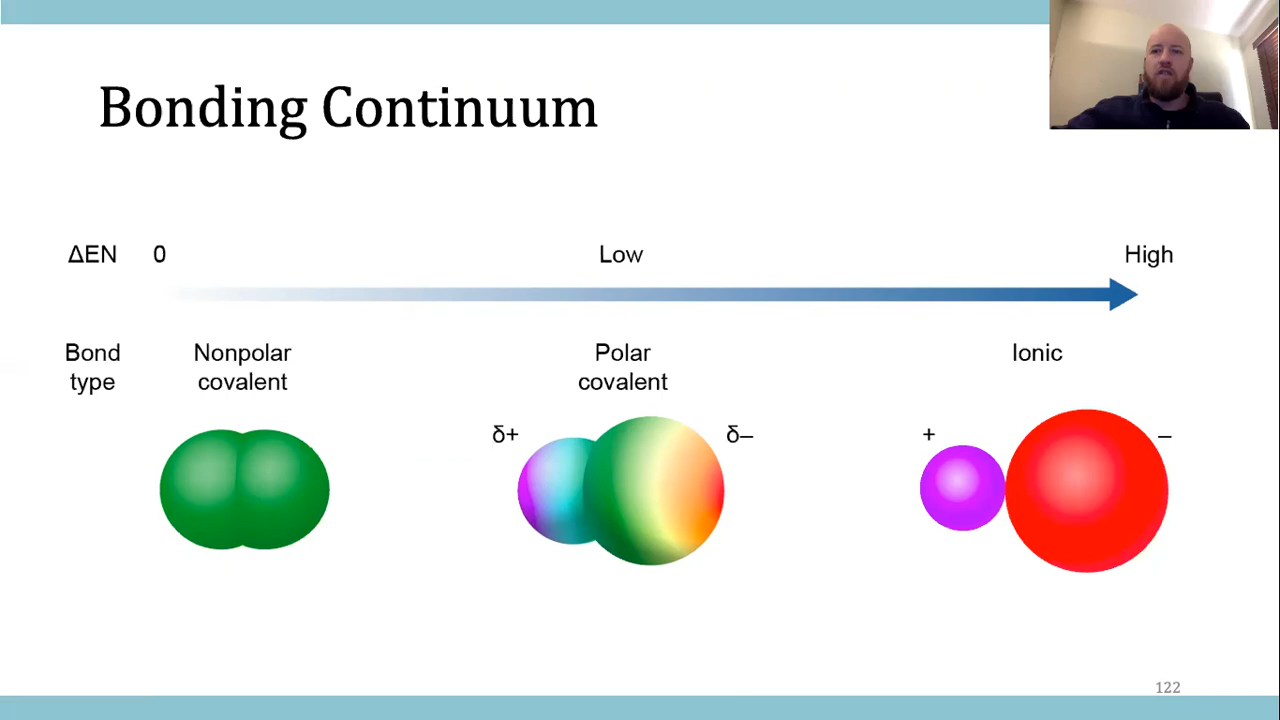 Bonding Continuum
ΔEN 0 Low High
Bond type
Nonpolar covalent
Polar covalent
Ionic
δ+ δ–
+ –
122